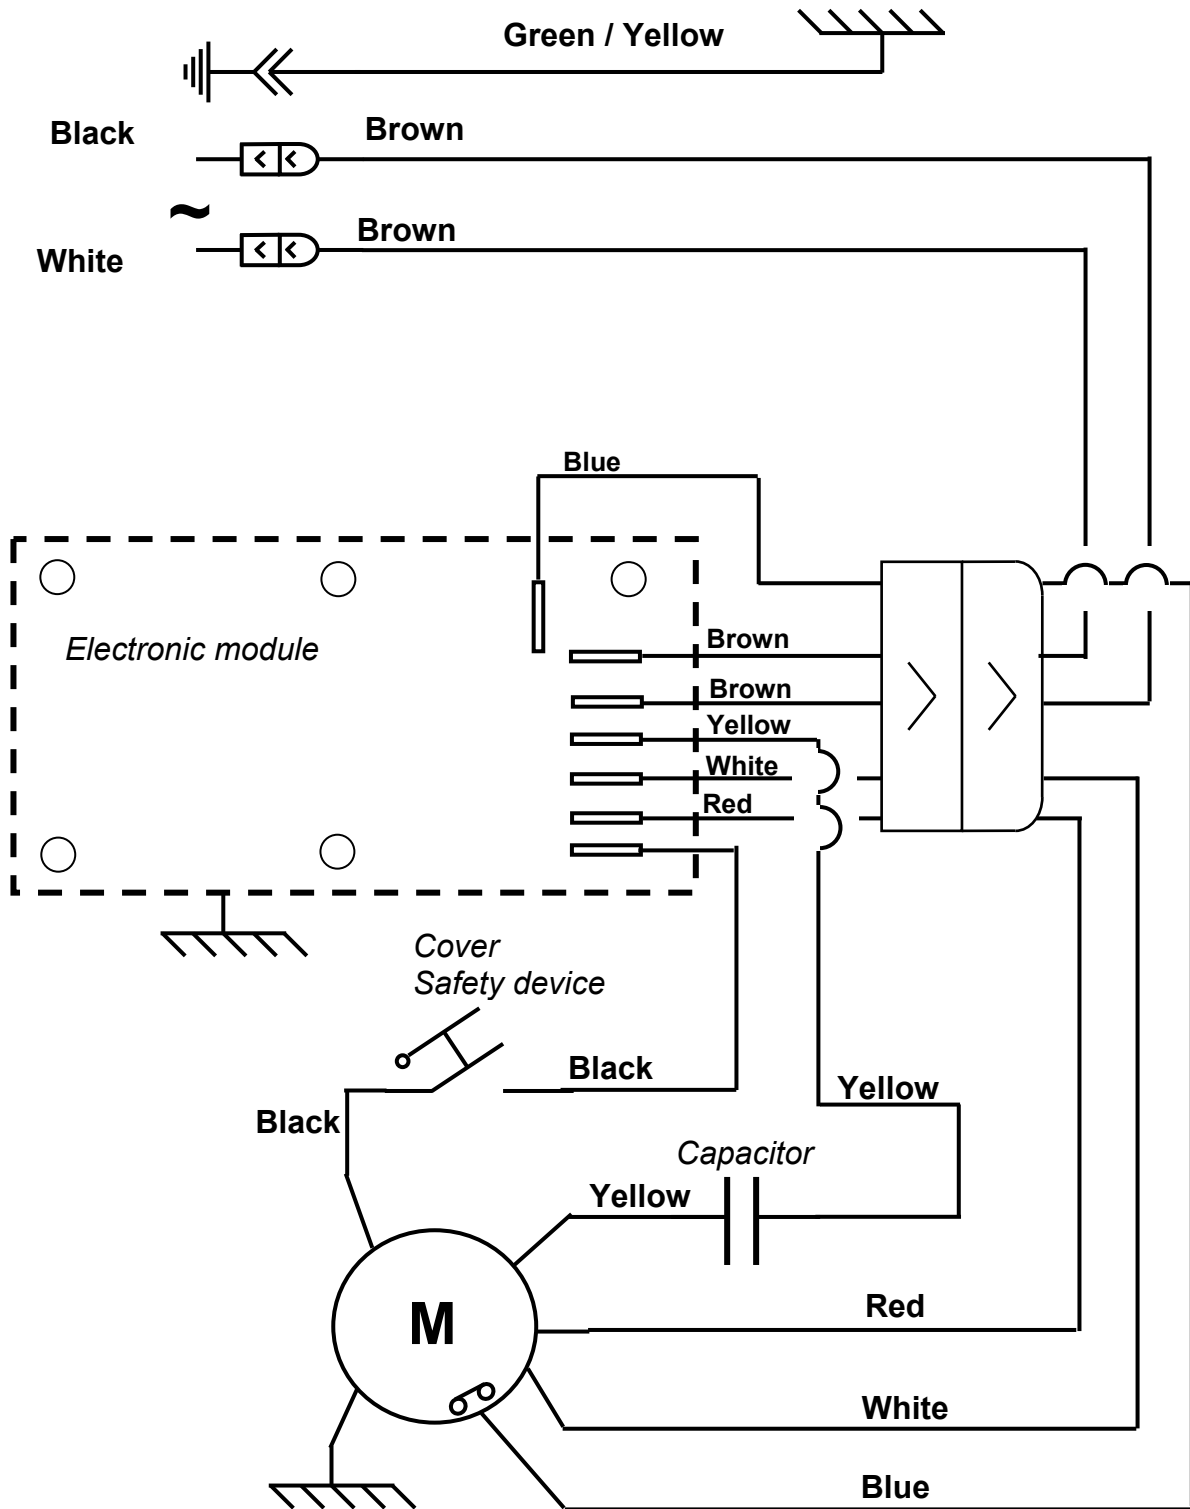 Green / Yellow
Black
Brown
~
White
Brown
Blue
Electronic module
Brown
Brown
Yellow
White
Red
Cover
Safety device
Black
Black
Yellow
Capacitor
Yellow
M
Red
White
Blue